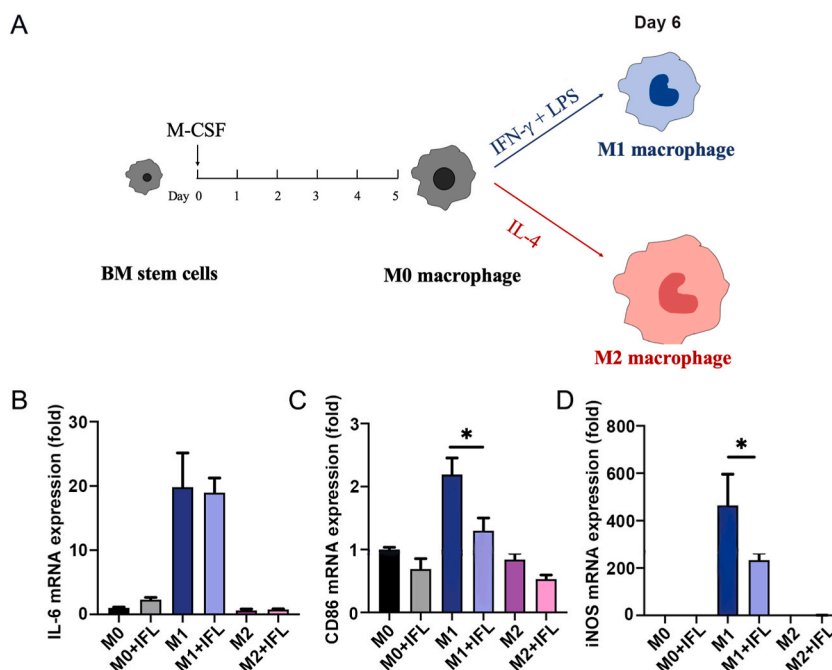 A
Day 6
M-CSF
IFN-γ + LPS
M1 macrophage
Day 0 1 2 3 4 5
IL-4
BM stem cells
M0 macrophage
M2 macrophage
B
IL-6 mRNA expression (fold)
30
20
10
0
M0
M0+IFL
M1
M1+IFL
M2
M2+IFL
C
CD86 mRNA expression (fold)
3
2
1
0
*
M0
M0+IFL
M1
M1+IFL
M2
M2+IFL
D
iNOS mRNA expression (fold)
800
600
400
200
0
*
M0
M0+IFL
M1
M1+IFL
M2
M2+IFL